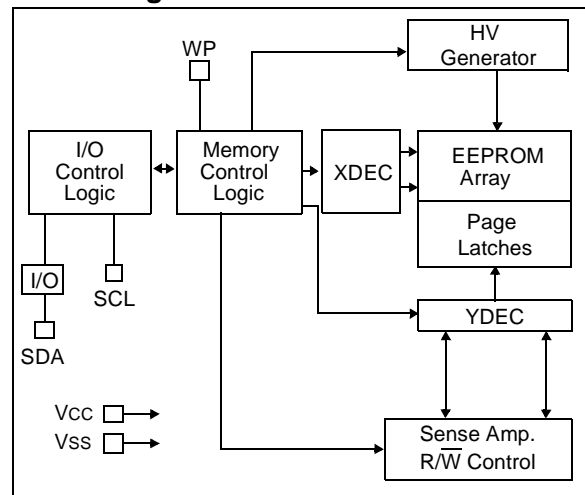 WP
HV
Generator
I/O
Control
Logic
Memory
Control
Logic
XDEC
EEPROM
Array
Page
Latches
I/O
SCL
SDA
YDEC
Vcc
Vss
Sense Amp.
R/W̅ Control